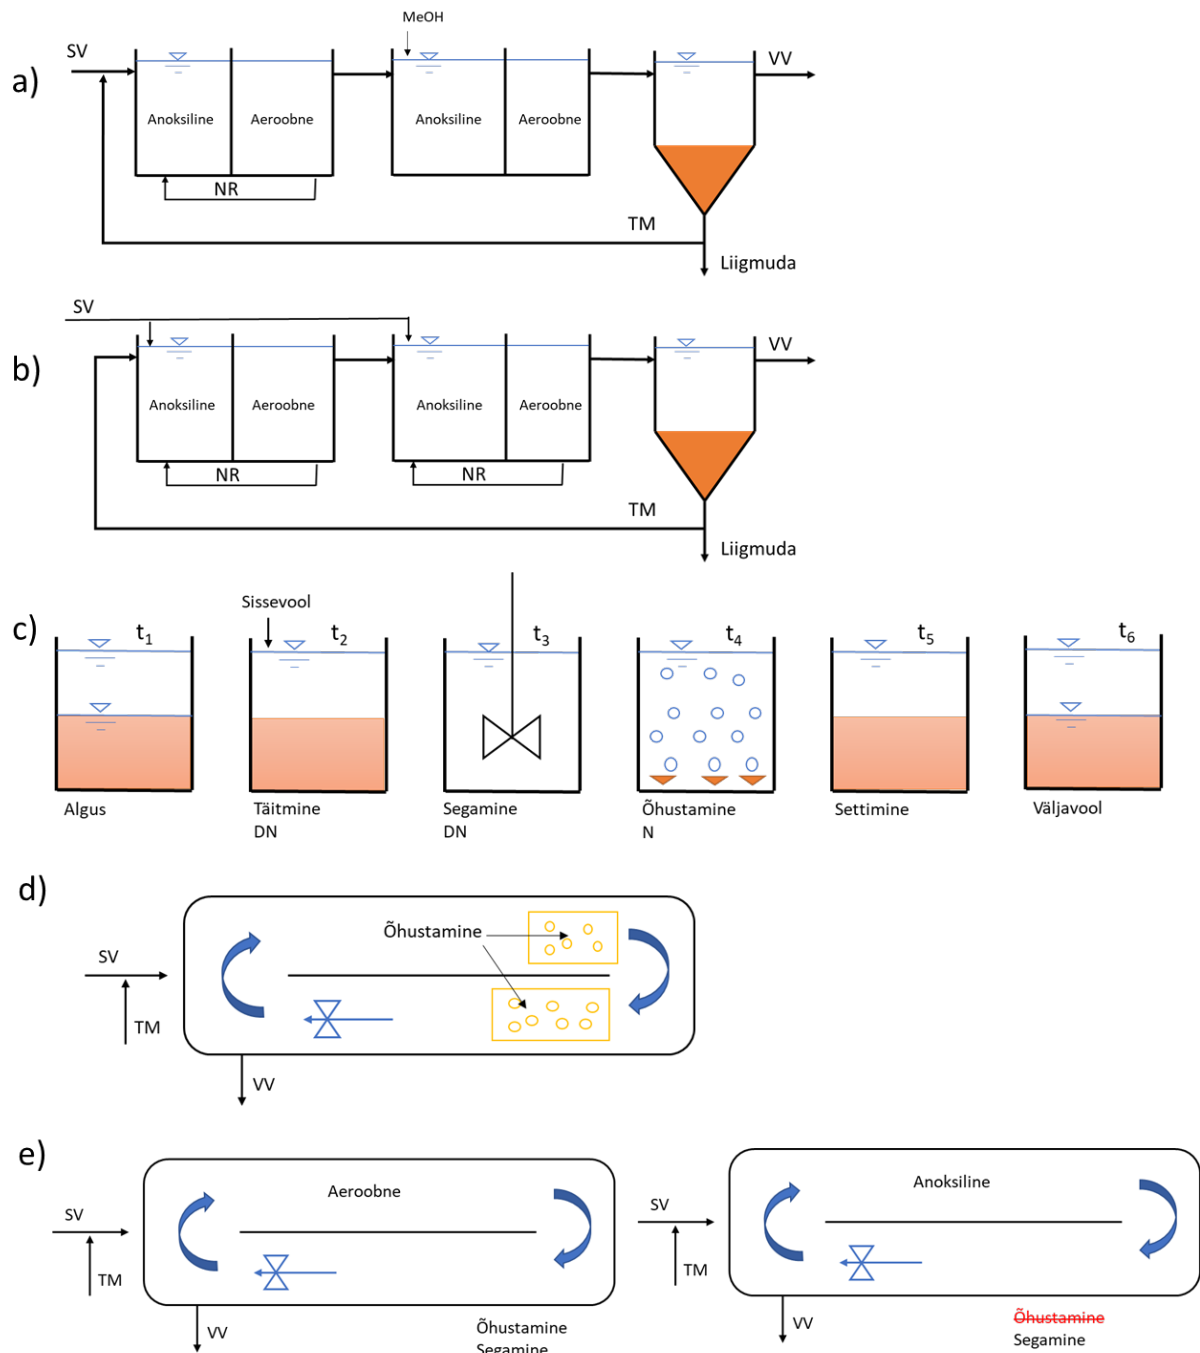 a)
SV
MeOH
VV
Anoksiline
Aeroobne
Anoksiline
Aeroobne
NR
TM
Liigmuda
b)
SV
VV
Anoksiline
Aeroobne
Anoksiline
Aeroobne
NR
NR
TM
Liigmuda
c)
t1
Algus
Sissevool
t2
Täitmine
DN
t3
Segamine
DN
t4
Õhustamine
N
t5
Settimine
t6
Väljavool
d)
SV
TM
Õhustamine
VV
e)
SV
TM
Aeroobne
VV
Õhustamine
Segamine
SV
TM
Anoksiline
VV
Õhustamine
Segamine